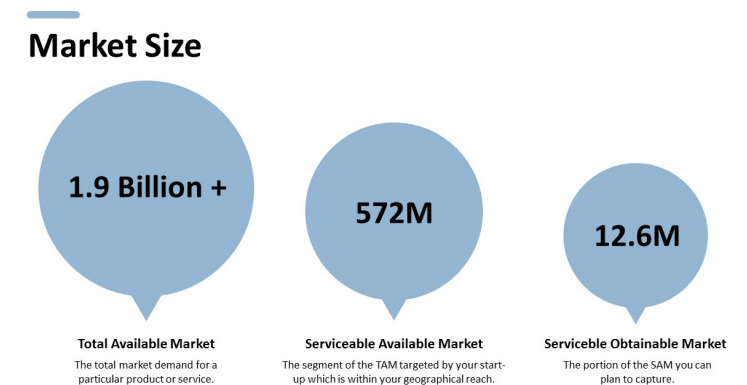 Market Size
1.9 Billion +
572M
12.6M
Total Available Market
The total market demand for a
particular product or service.
Serviceable Available Market
The segment of the TAM targeted by your start-
up which is within your geographical reach.
Serviceble Obtainable Market
The portion of the SAM you can
plan to capture.